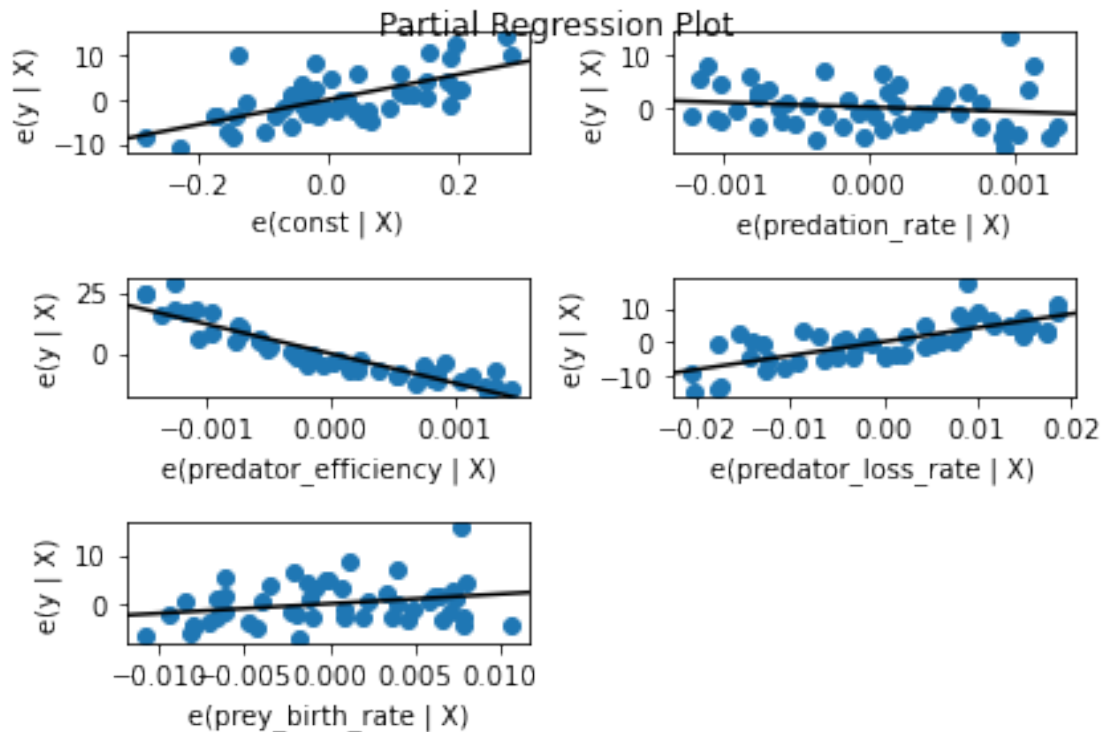 Partial Regression Plot
e(y | X)
10
0
−10
−0.2 0.0 0.2
e(const | X)
e(y | X)
10
0
−0.001 0.000 0.001
e(predation_rate | X)
e(y | X)
25
0
−0.001 0.000 0.001
e(predator_efficiency | X)
e(y | X)
10
0
−10
−0.02 −0.01 0.00 0.01 0.02
e(predator_loss_rate | X)
e(y | X)
10
0
−0.010 −0.005 0.000 0.005 0.010
e(prey_birth_rate | X)